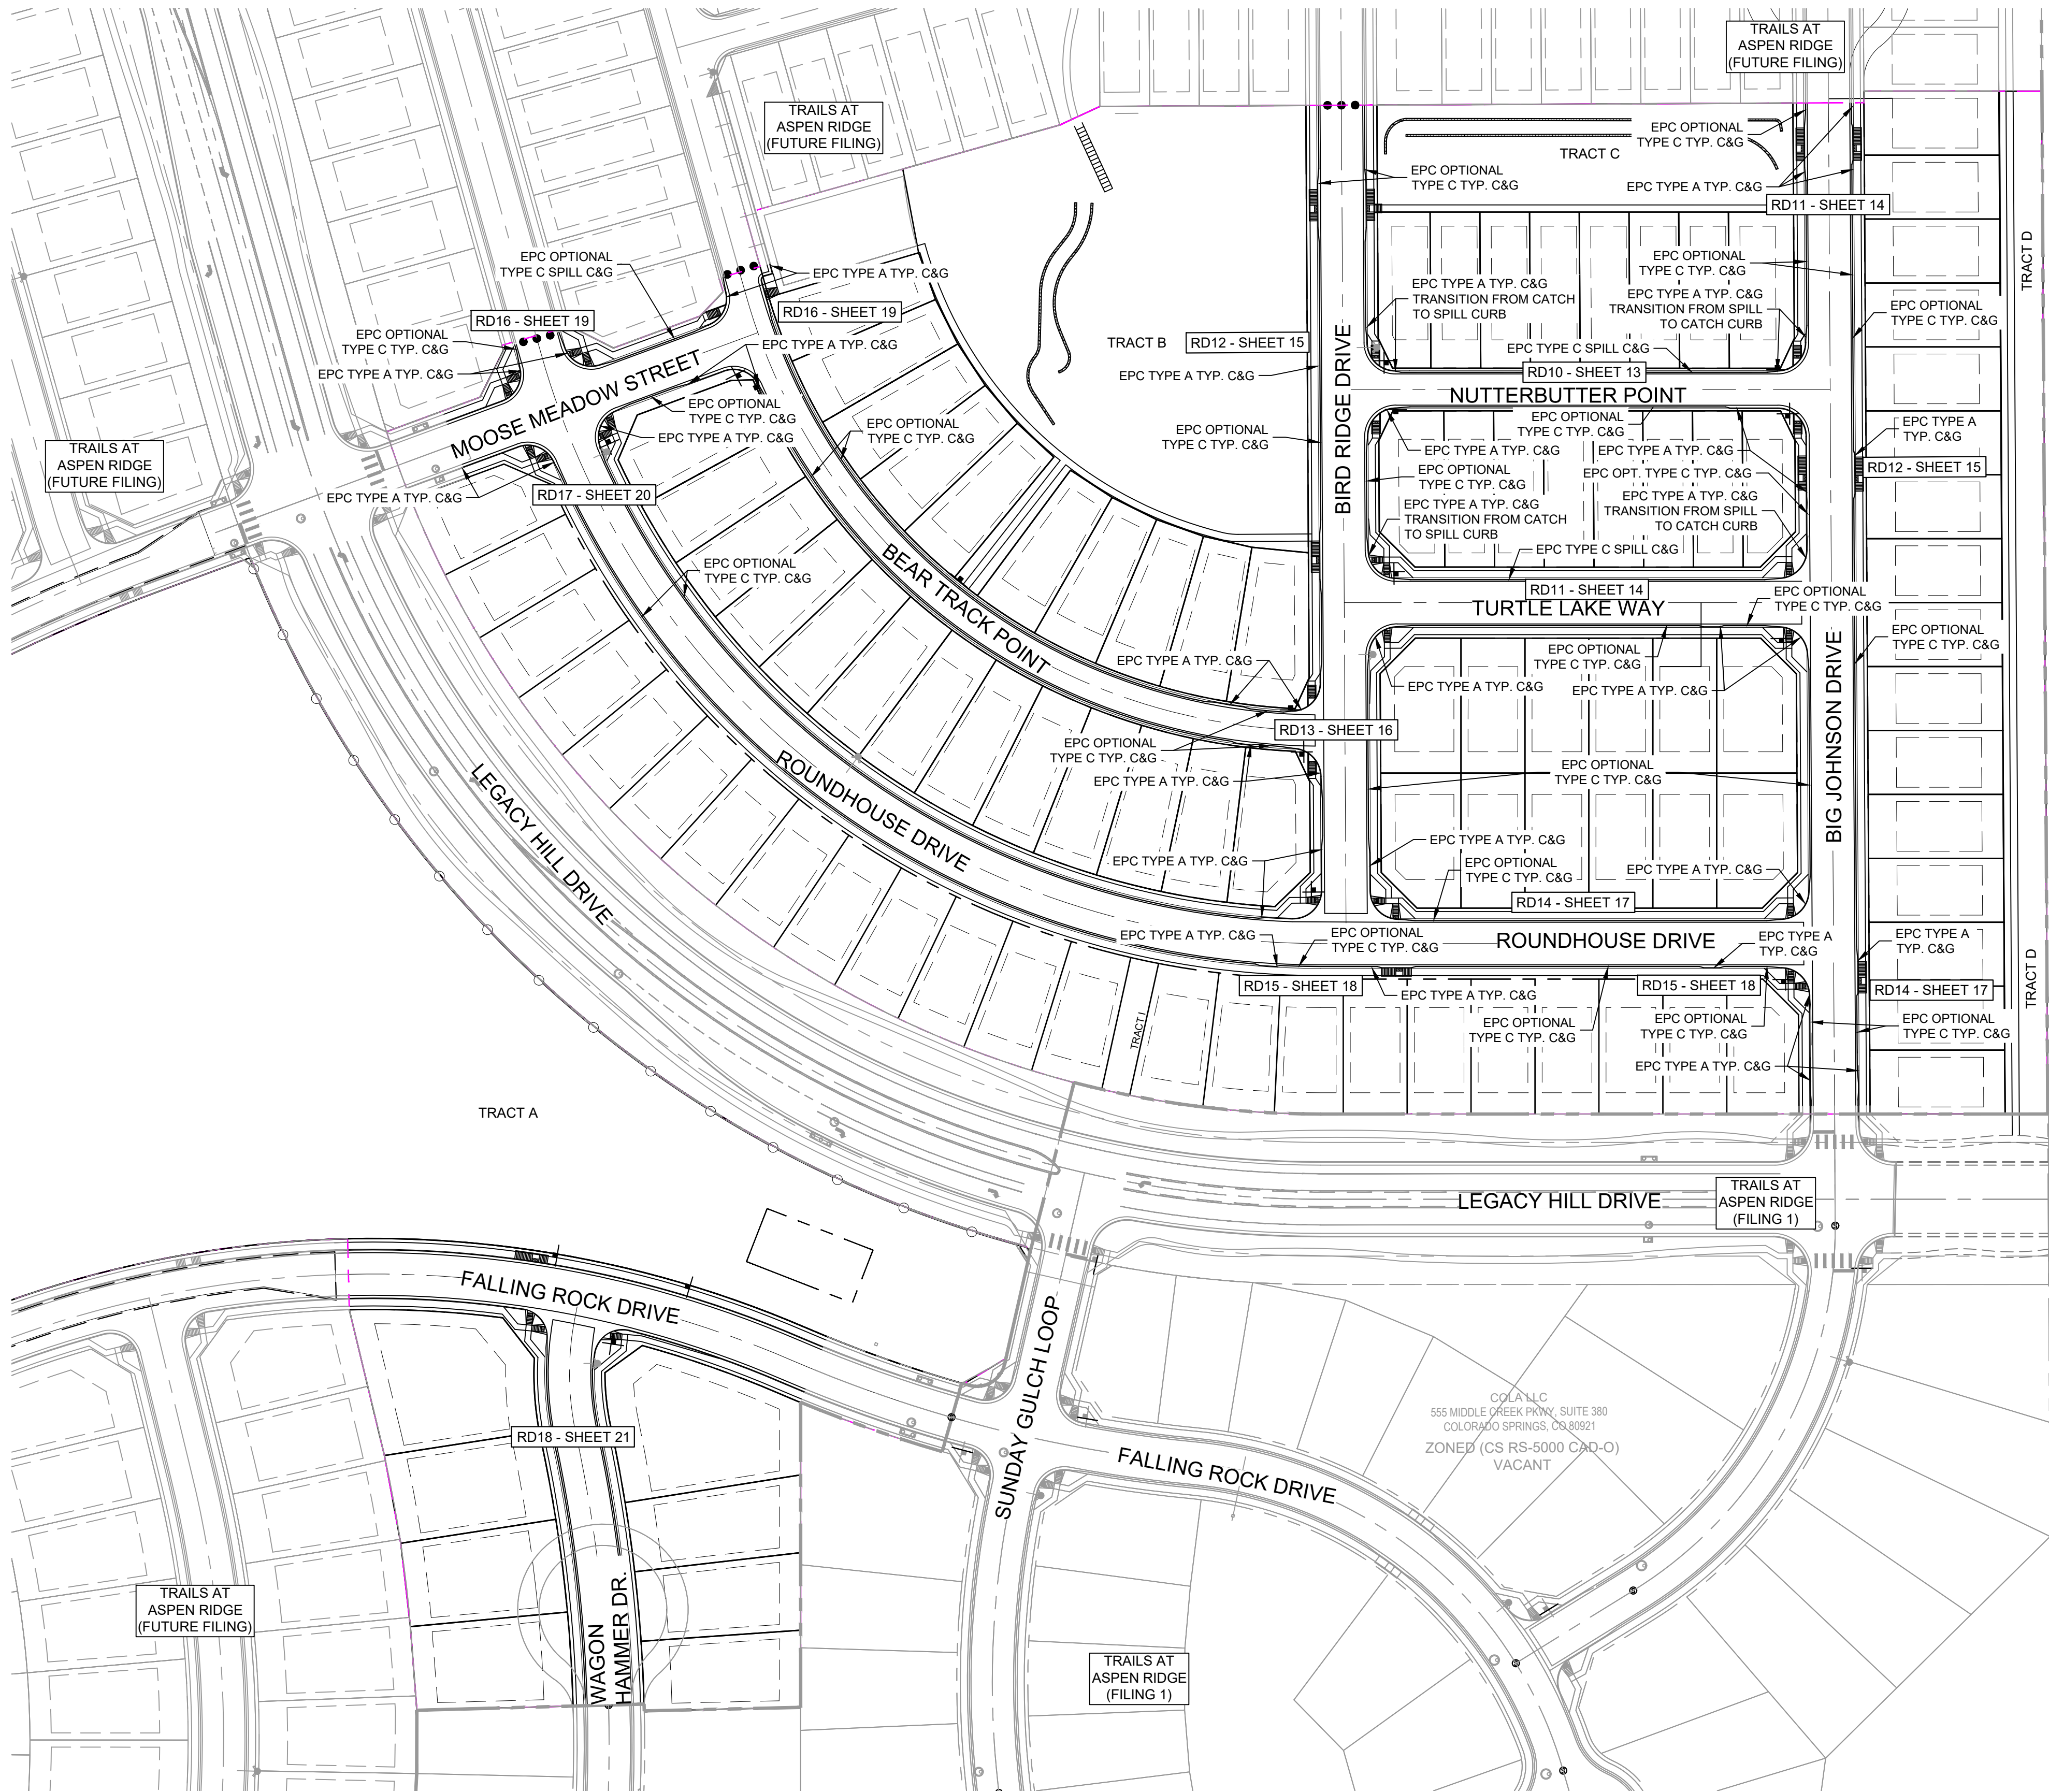 TRAILS AT
ASPEN RIDGE
(FUTURE FILING)
TRAILS AT
ASPEN RIDGE
(FUTURE FILING)
EPC OPTIONAL
TYPE C TYP. C&G
TRACT C
EPC OPTIONAL
TYPE C TYP. C&G
EPC TYPE A TYP. C&G
RD11 - SHEET 14
TRACT D
EPC OPTIONAL
TYPE C SPILL C&G
EPC TYPE A TYP. C&G
EPC OPTIONAL
TYPE C TYP. C&G
EPC TYPE A TYP. C&G
TRANSITION FROM CATCH
TO SPILL CURB
EPC TYPE A TYP. C&G
TRANSITION FROM SPILL
TO CATCH CURB
EPC OPTIONAL
TYPE C TYP. C&G
RD16 - SHEET 19
RD16 - SHEET 19
EPC OPTIONAL
TYPE C TYP. C&G
EPC TYPE A TYP. C&G
EPC TYPE A TYP. C&G
TRACT B
RD12 - SHEET 15
EPC TYPE A TYP. C&G
BIRD RIDGE DRIVE
EPC TYPE C SPILL C&G
RD10 - SHEET 13
NUTTERBUTTER POINT
MOOSE MEADOW STREET
EPC OPTIONAL
TYPE C TYP. C&G
EPC TYPE A TYP. C&G
EPC OPTIONAL
TYPE C TYP. C&G
EPC OPTIONAL
TYPE C TYP. C&G
EPC OPTIONAL
TYPE C TYP. C&G
EPC TYPE A TYP. C&G
EPC TYPE A TYP. C&G
EPC TYPE A
TYP. C&G
TRAILS AT
ASPEN RIDGE
(FUTURE FILING)
EPC TYPE A TYP. C&G
RD17 - SHEET 20
EPC OPTIONAL
TYPE C TYP. C&G
EPC OPT. TYPE C TYP. C&G
RD12 - SHEET 15
EPC TYPE A TYP. C&G
TRANSITION FROM CATCH
TO SPILL CURB
EPC TYPE A TYP. C&G
TRANSITION FROM SPILL
TO CATCH CURB
EPC TYPE C SPILL C&G
BEAR TRACK POINT
EPC OPTIONAL
TYPE C TYP. C&G
RD11 - SHEET 14
TURTLE LAKE WAY
EPC OPTIONAL
TYPE C TYP. C&G
EPC OPTIONAL
TYPE C TYP. C&G
BIG JOHNSON DRIVE
EPC TYPE A TYP. C&G
EPC OPTIONAL
TYPE C TYP. C&G
EPC TYPE A TYP. C&G
EPC TYPE A TYP. C&G
RD13 - SHEET 16
EPC OPTIONAL
TYPE C TYP. C&G
EPC TYPE A TYP. C&G
EPC OPTIONAL
TYPE C TYP. C&G
LEGACY HILL DRIVE
ROUNDHOUSE DRIVE
EPC TYPE A TYP. C&G
EPC TYPE A TYP. C&G
EPC OPTIONAL
TYPE C TYP. C&G
EPC TYPE A TYP. C&G
RD14 - SHEET 17
EPC TYPE A TYP. C&G
EPC OPTIONAL
TYPE C TYP. C&G
ROUNDHOUSE DRIVE
EPC TYPE A
TYP. C&G
EPC TYPE A
TYP. C&G
TRACT D
RD15 - SHEET 18
EPC TYPE A TYP. C&G
RD15 - SHEET 18
RD14 - SHEET 17
TRACT I
EPC OPTIONAL
TYPE C TYP. C&G
EPC OPTIONAL
TYPE C TYP. C&G
EPC OPTIONAL
TYPE C TYP. C&G
EPC TYPE A TYP. C&G
TRACT A
LEGACY HILL DRIVE
TRAILS AT
ASPEN RIDGE
(FILING 1)
FALLING ROCK DRIVE
SUNDAY GULCH LOOP
COLA LLC
555 MIDDLE CREEK PKWY, SUITE 380
COLORADO SPRINGS, CO 80921
ZONED (CS RS-5000 CAD-O)
VACANT
RD18 - SHEET 21
FALLING ROCK DRIVE
TRAILS AT
ASPEN RIDGE
(FUTURE FILING)
WAGON
HAMMER DR.
TRAILS AT
ASPEN RIDGE
(FILING 1)